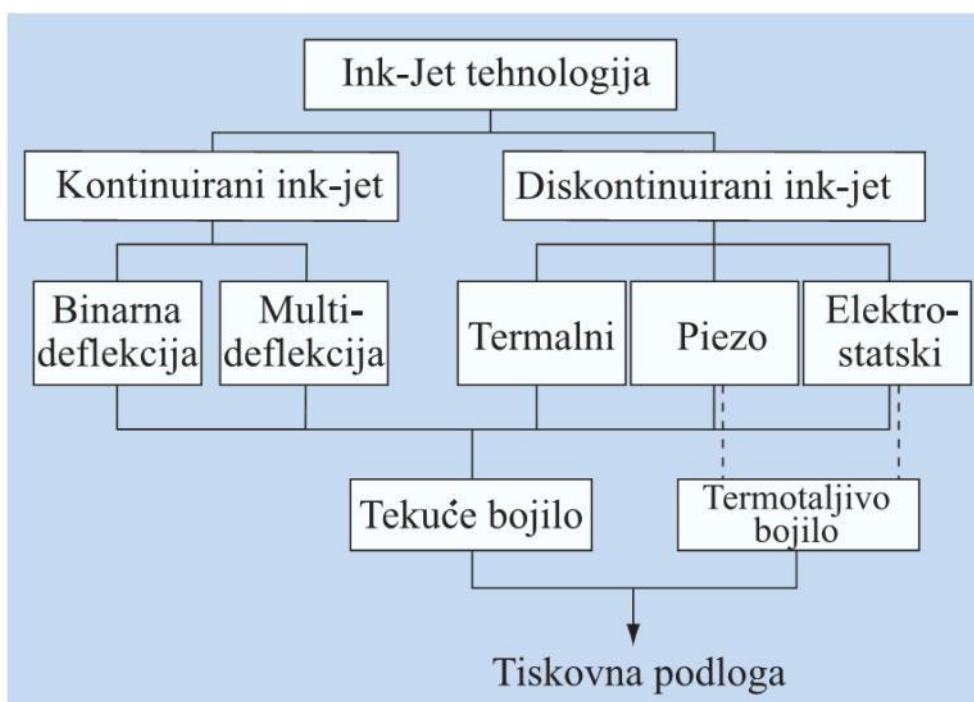 Ink-Jet tehnologija
Kontinuirani ink-jet
Diskontinuirani ink-jet
Binarna
deflekcija
Multi-
deflekcija
Termalni
Piezo
Elektro-
statski
Tekuće bojilo
Termotaljivo
bojilo
Tiskovna podloga